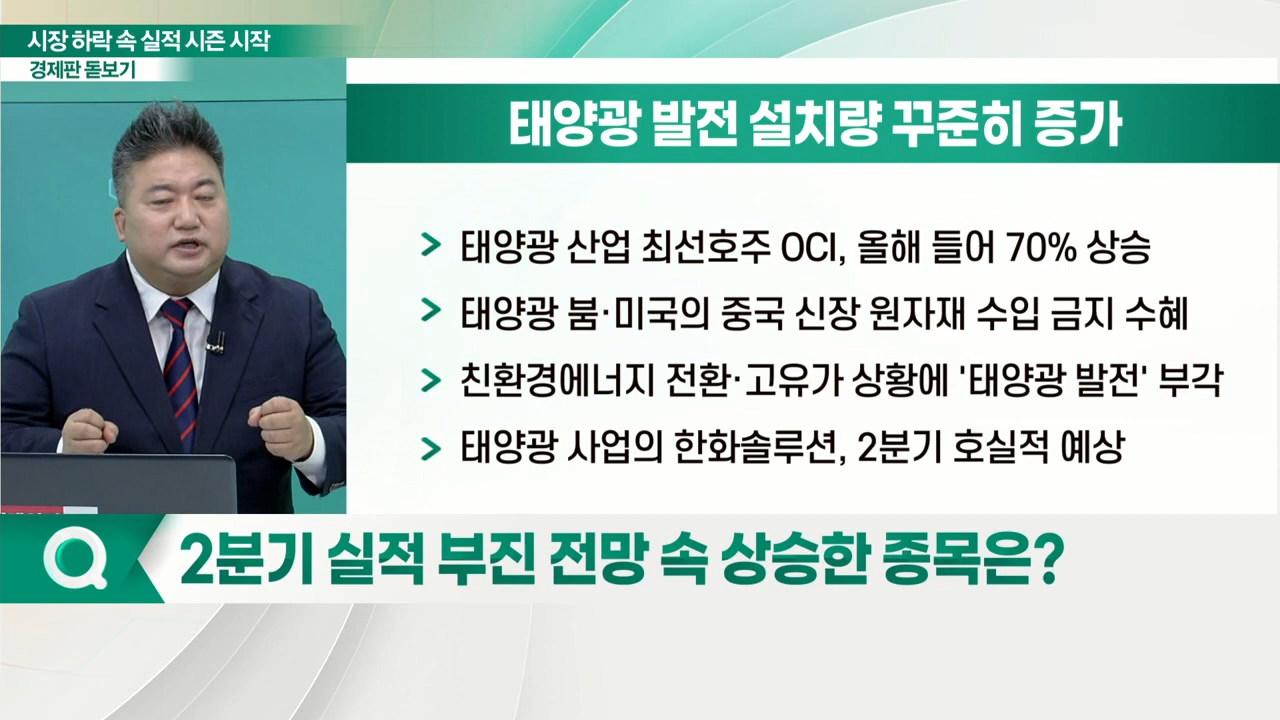 시장 하락 속 실적 시즌 시작
경제판 돋보기
태양광 발전 설치량 꾸준히 증가
> 태양광 산업 최선호주 OCI, 올해 들어 70% 상승
> 태양광 붐·미국의 중국 신장 원자재 수입 금지 수혜
> 친환경에너지 전환·고유가 상황에 '태양광 발전' 부각
> 태양광 사업의 한화솔루션, 2분기 호실적 예상
Q 2분기 실적 부진 전망 속 상승한 종목은?